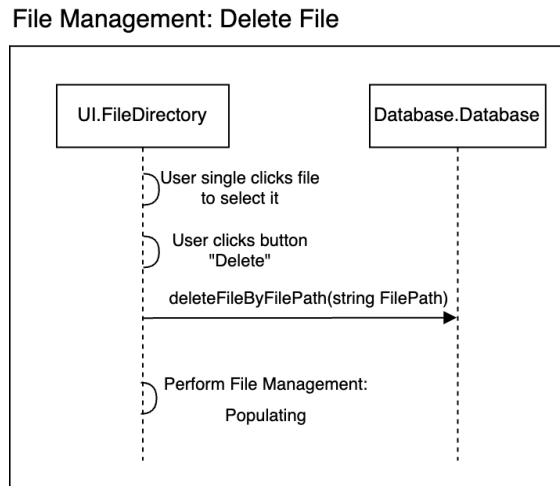 File Management: Delete File
UI.FileDirectory
Database.Database
User single clicks file
to select it
User clicks button
"Delete"
deleteFileByFilePath(string FilePath)
Perform File Management:
Populating